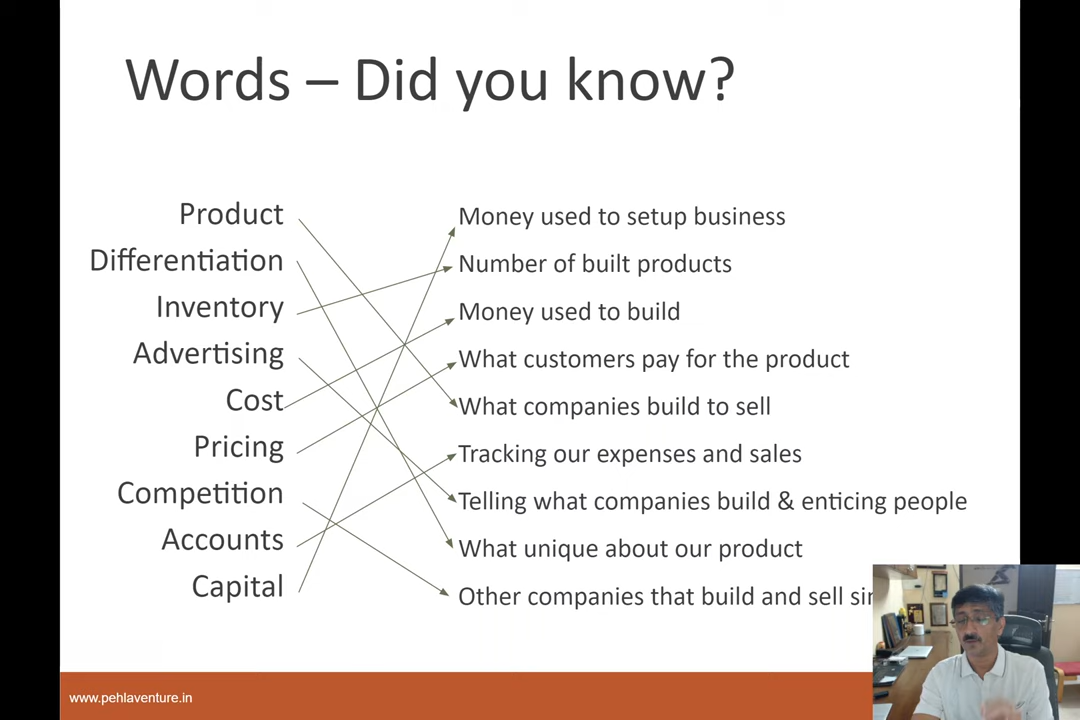 Words – Did you know?
Product
Differentiation
Inventory
Advertising
Cost
Pricing
Competition
Accounts
Capital
Money used to setup business
Number of built products
Money used to build
What customers pay for the product
What companies build to sell
Tracking our expenses and sales
Telling what companies build & enticing people
What unique about our product
Other companies that build and sell
www.pehlaventure.in